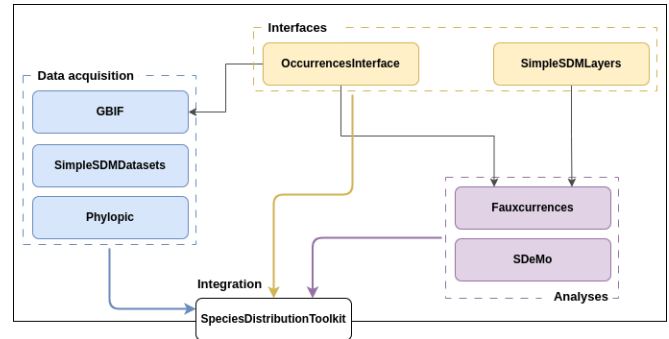 Interfaces
OccurrencesInterface
SimpleSDMLayers
Data acquisition
GBIF
SimpleSDMDatasets
Phylopic
Fauxcurrences
SDeMo
Analyses
Integration
SpeciesDistributionToolkit